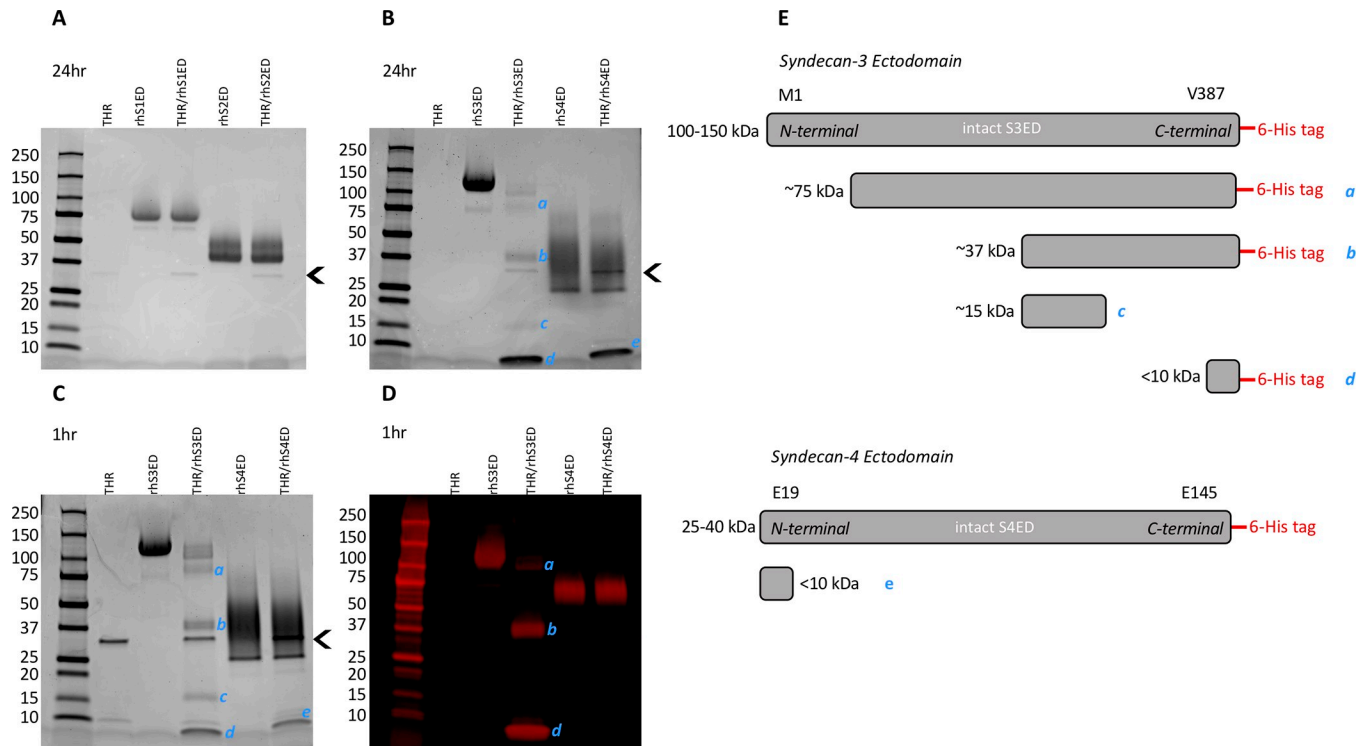 A
24hr
THR
rhS1ED
THR/rhS1ED
rhS2ED
THR/rhS2ED
250
150
100
75
50
37
25
20
15
10
B
24hr
THR
rhS3ED
THR/rhS3ED
rhS4ED
THR/rhS4ED
250
150
100
75
50
37
25
20
15
10
a
b
c
d
e
C
1hr
THR
rhS3ED
THR/rhS3ED
rhS4ED
THR/rhS4ED
250
150
100
75
50
37
25
20
15
10
a
b
c
d
e
D
1hr
THR
rhS3ED
THR/rhS3ED
rhS4ED
THR/rhS4ED
250
150
100
75
50
37
25
20
15
10
a
b
d
E
Syndecan-3 Ectodomain
M1 V387
100-150 kDa N-terminal intact S3ED C-terminal 6-His tag
~75 kDa 6-His tag a
~37 kDa 6-His tag b
~15 kDa c
<10 kDa 6-His tag d
Syndecan-4 Ectodomain
E19 E145
25-40 kDa N-terminal intact S4ED C-terminal 6-His tag
<10 kDa e